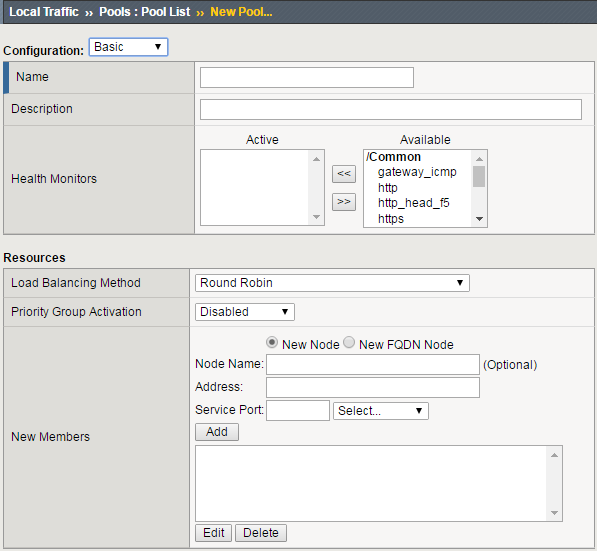 Local Traffic ›› Pools : Pool List ›› New Pool...
Configuration: Basic
Name
Description
Health Monitors
Active
Available
<<
>>
/Common
gateway_icmp
http
http_head_f5
https
Resources
Load Balancing Method Round Robin
Priority Group Activation Disabled
New Members
New Node New FQDN Node
Node Name: (Optional)
Address:
Service Port: Select...
Add
Edit Delete